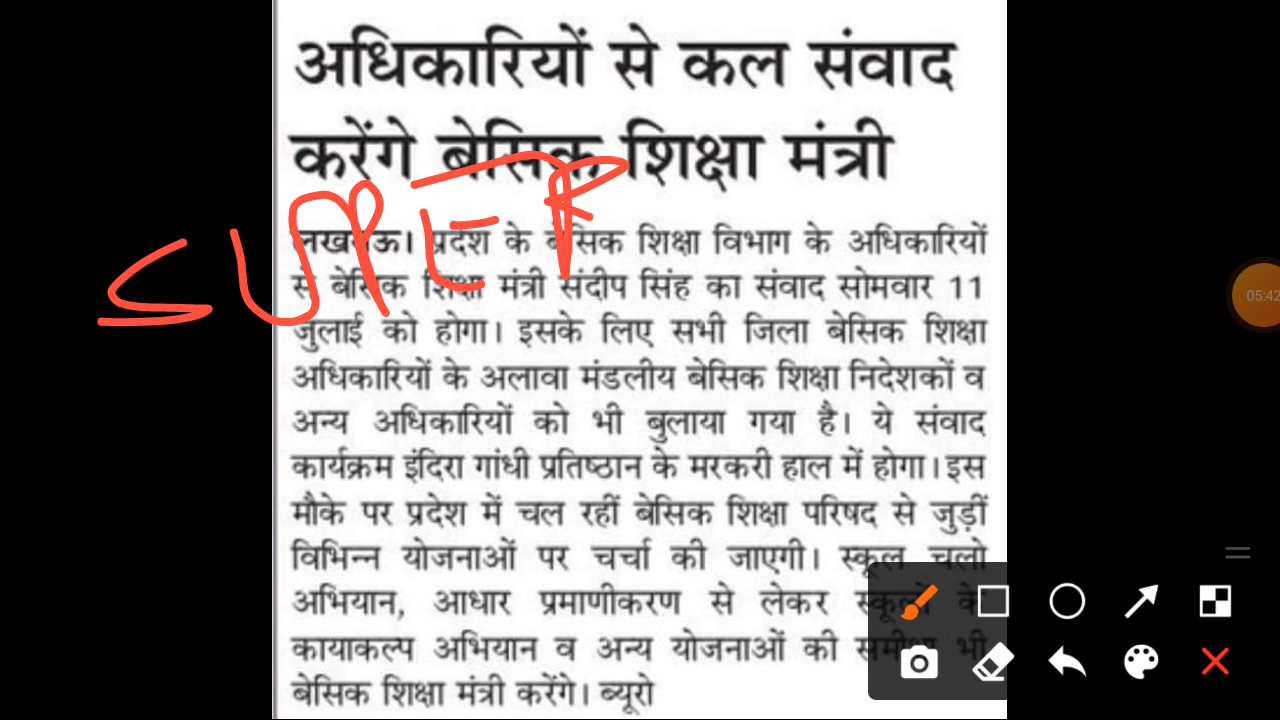 अधिकारियों से कल संवाद
करेंगे बेसिक शिक्षा मंत्री
SUPER
लखनऊ। प्रदेश के बेसिक शिक्षा विभाग के अधिकारियों
से बेसिक शिक्षा मंत्री संदीप सिंह का संवाद सोमवार 11
जुलाई को होगा। इसके लिए सभी जिला बेसिक शिक्षा
अधिकारियों के अलावा मंडलीय बेसिक शिक्षा निदेशकों व
अन्य अधिकारियों को भी बुलाया गया है। ये संवाद
कार्यक्रम इंदिरा गांधी प्रतिष्ठान के मरकरी हाल में होगा। इस
मौके पर प्रदेश में चल रहीं बेसिक शिक्षा परिषद से जुड़ीं
विभिन्न योजनाओं पर चर्चा की जाएगी। स्कूल चलो
अभियान, आधार प्रमाणीकरण से लेकर स्कूलों के
कायाकल्प अभियान व अन्य योजनाओं की समीक्षा भी
बेसिक शिक्षा मंत्री करेंगे। ब्यूरो
05:42